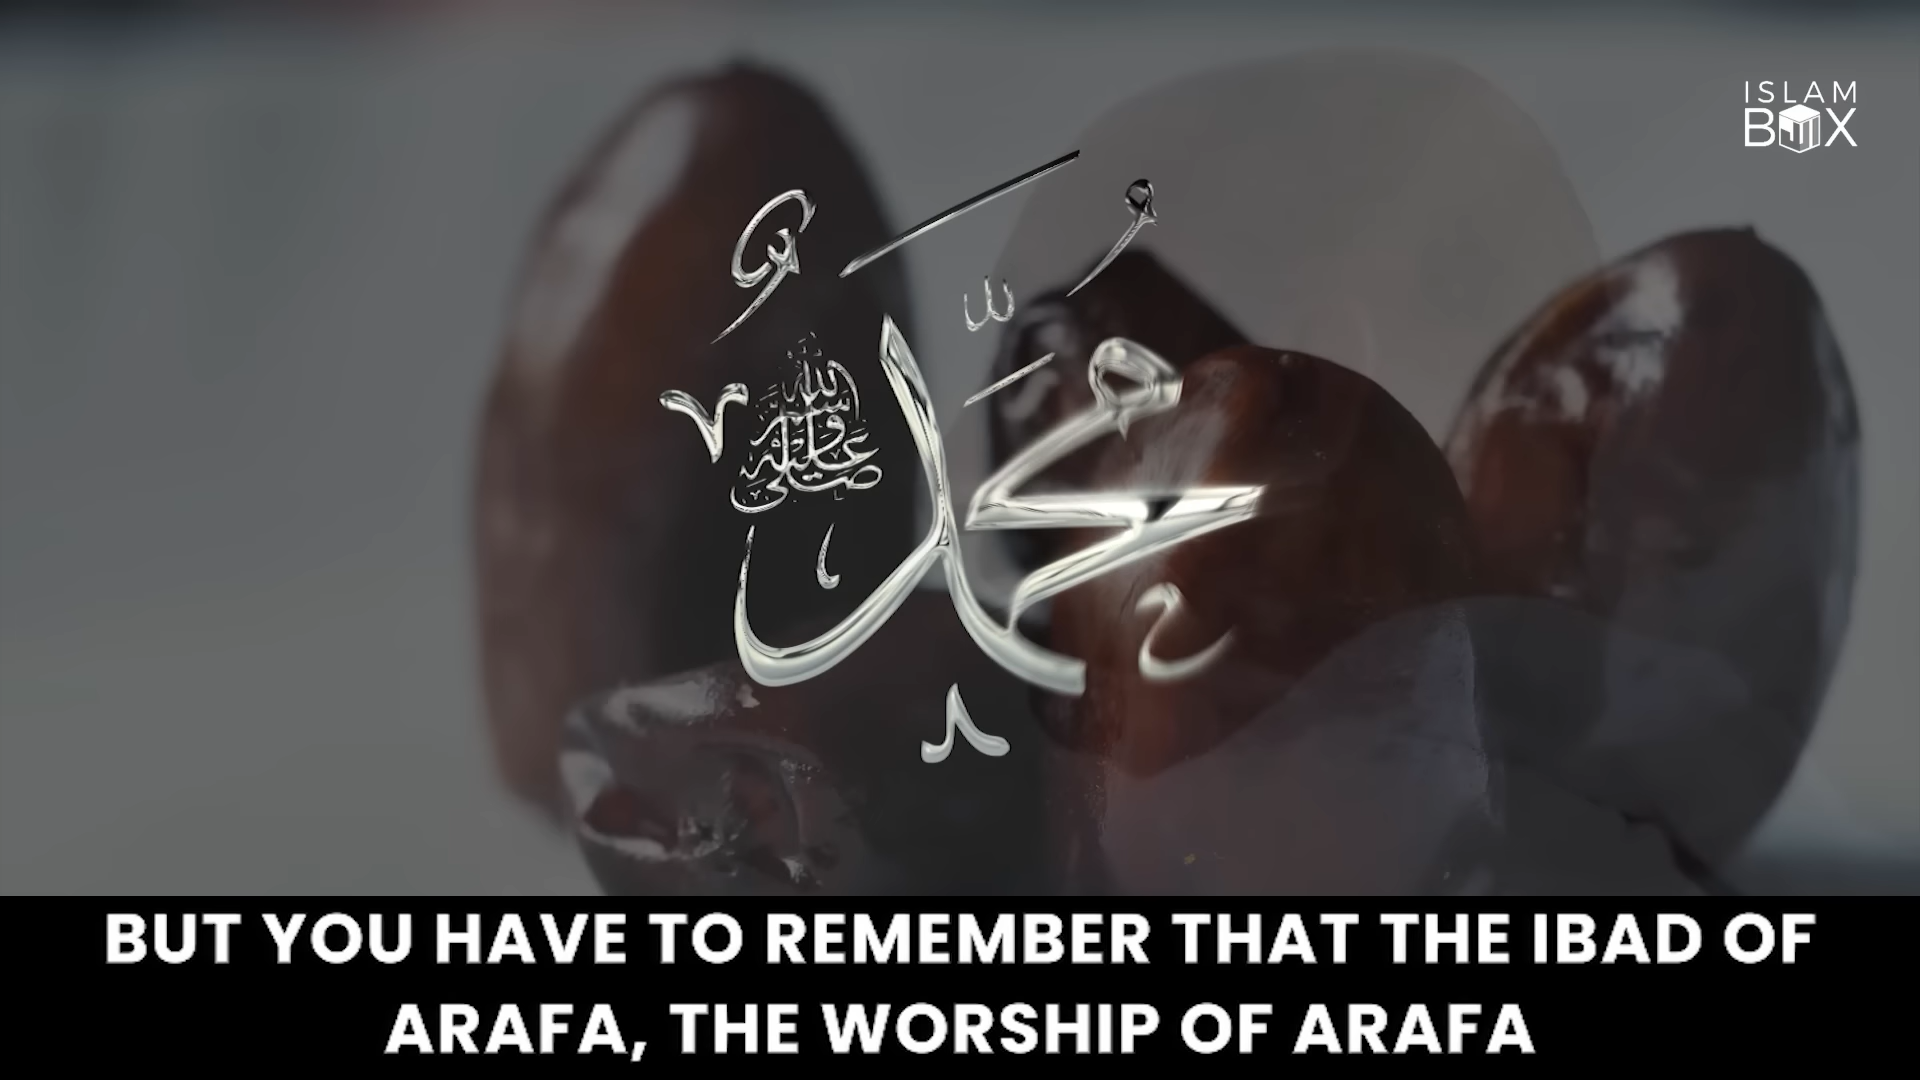 ISLAM
BOX
مُحَمَّدٌ
صلى الله عليه وسلم
BUT YOU HAVE TO REMEMBER THAT THE IBAD OF
ARAFA, THE WORSHIP OF ARAFA